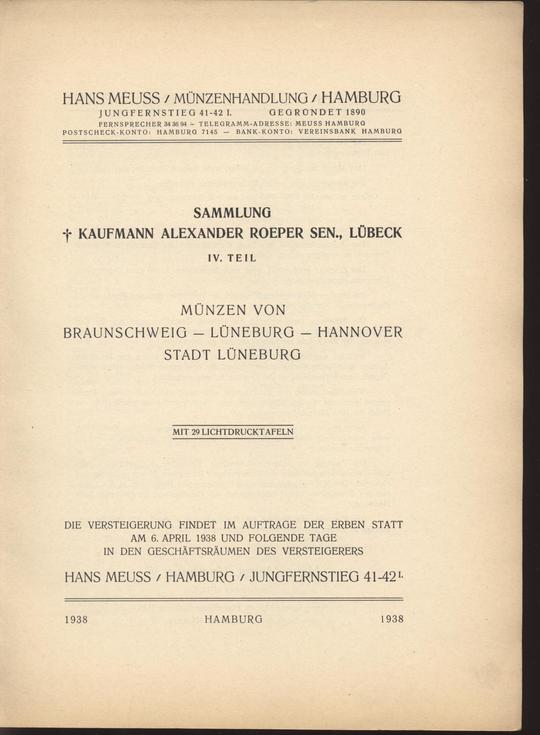 HANS MEUSS / MÜNZENHANDLUNG / HAMBURG
JUNGFERNSTIEG 41-42 I. GEGRÜNDET 1890
FERNSPRECHER 34 36 94 – TELEGRAMM-ADRESSE: MEUSS HAMBURG
POSTSCHECK-KONTO: HAMBURG 7145 — BANK-KONTO: VEREINSBANK HAMBURG
SAMMLUNG
† KAUFMANN ALEXANDER ROEPER SEN., LÜBECK
IV. TEIL
MÜNZEN VON
BRAUNSCHWEIG — LÜNEBURG — HANNOVER
STADT LÜNEBURG
MIT 29 LICHTDRUCKTAFELN
DIE VERSTEIGERUNG FINDET IM AUFTRAGE DER ERBEN STATT
AM 6. APRIL 1938 UND FOLGENDE TAGE
IN DEN GESCHÄFTSRÄUMEN DES VERSTEIGERERS
HANS MEUSS / HAMBURG / JUNGFERNSTIEG 41-42 I.
1938 HAMBURG 1938